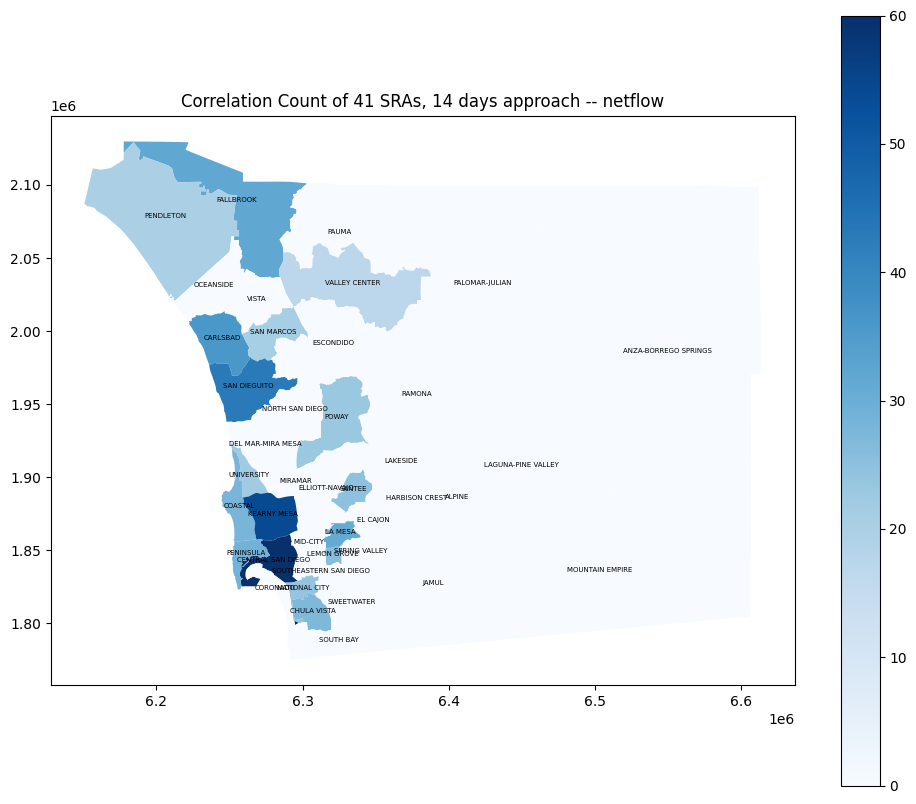 Correlation Count of 41 SRAs, 14 days approach -- netflow
1e6
60
50
40
30
20
10
0
2.10
2.05
2.00
1.95
1.90
1.85
1.80
FALLBROOK
PENDLETON
PAUMA
OCEANSIDE
VALLEY CENTER
PALOMAR-JULIAN
VISTA
SAN MARCOS
CARLSBAD
ESCONDIDO
ANZA-BORREGO SPRINGS
SAN DIEGUITO
RAMONA
NORTH SAN DIEGO
POWAY
DEL MAR-MIRA MESA
LAKESIDE
LAGUNA-PINE VALLEY
UNIVERSITY
MIRAMAR
ELLIOTT-NAVAJO
SANTEE
HARBISON CREST
ALPINE
COASTAL
KEARNY MESA
EL CAJON
LA MESA
MID-CITY
PENINSULA
LEMON GROVE
SPRING VALLEY
CENTRAL SAN DIEGO
SOUTHEASTERN SAN DIEGO
MOUNTAIN EMPIRE
CORONADO
NATIONAL CITY
JAMUL
SWEETWATER
CHULA VISTA
SOUTH BAY
6.2
6.3
6.4
6.5
6.6
1e6